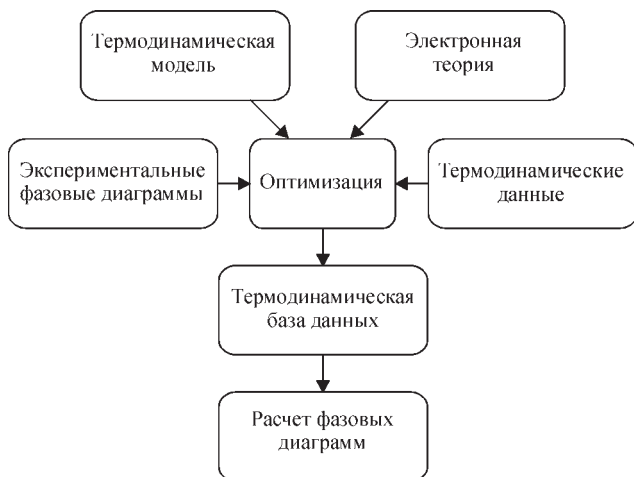 Термодинамическая
модель
Электронная
теория
Экспериментальные
фазовые диаграммы
Оптимизация
Термодинамические
данные
Термодинамическая
база данных
Расчет фазовых
диаграмм